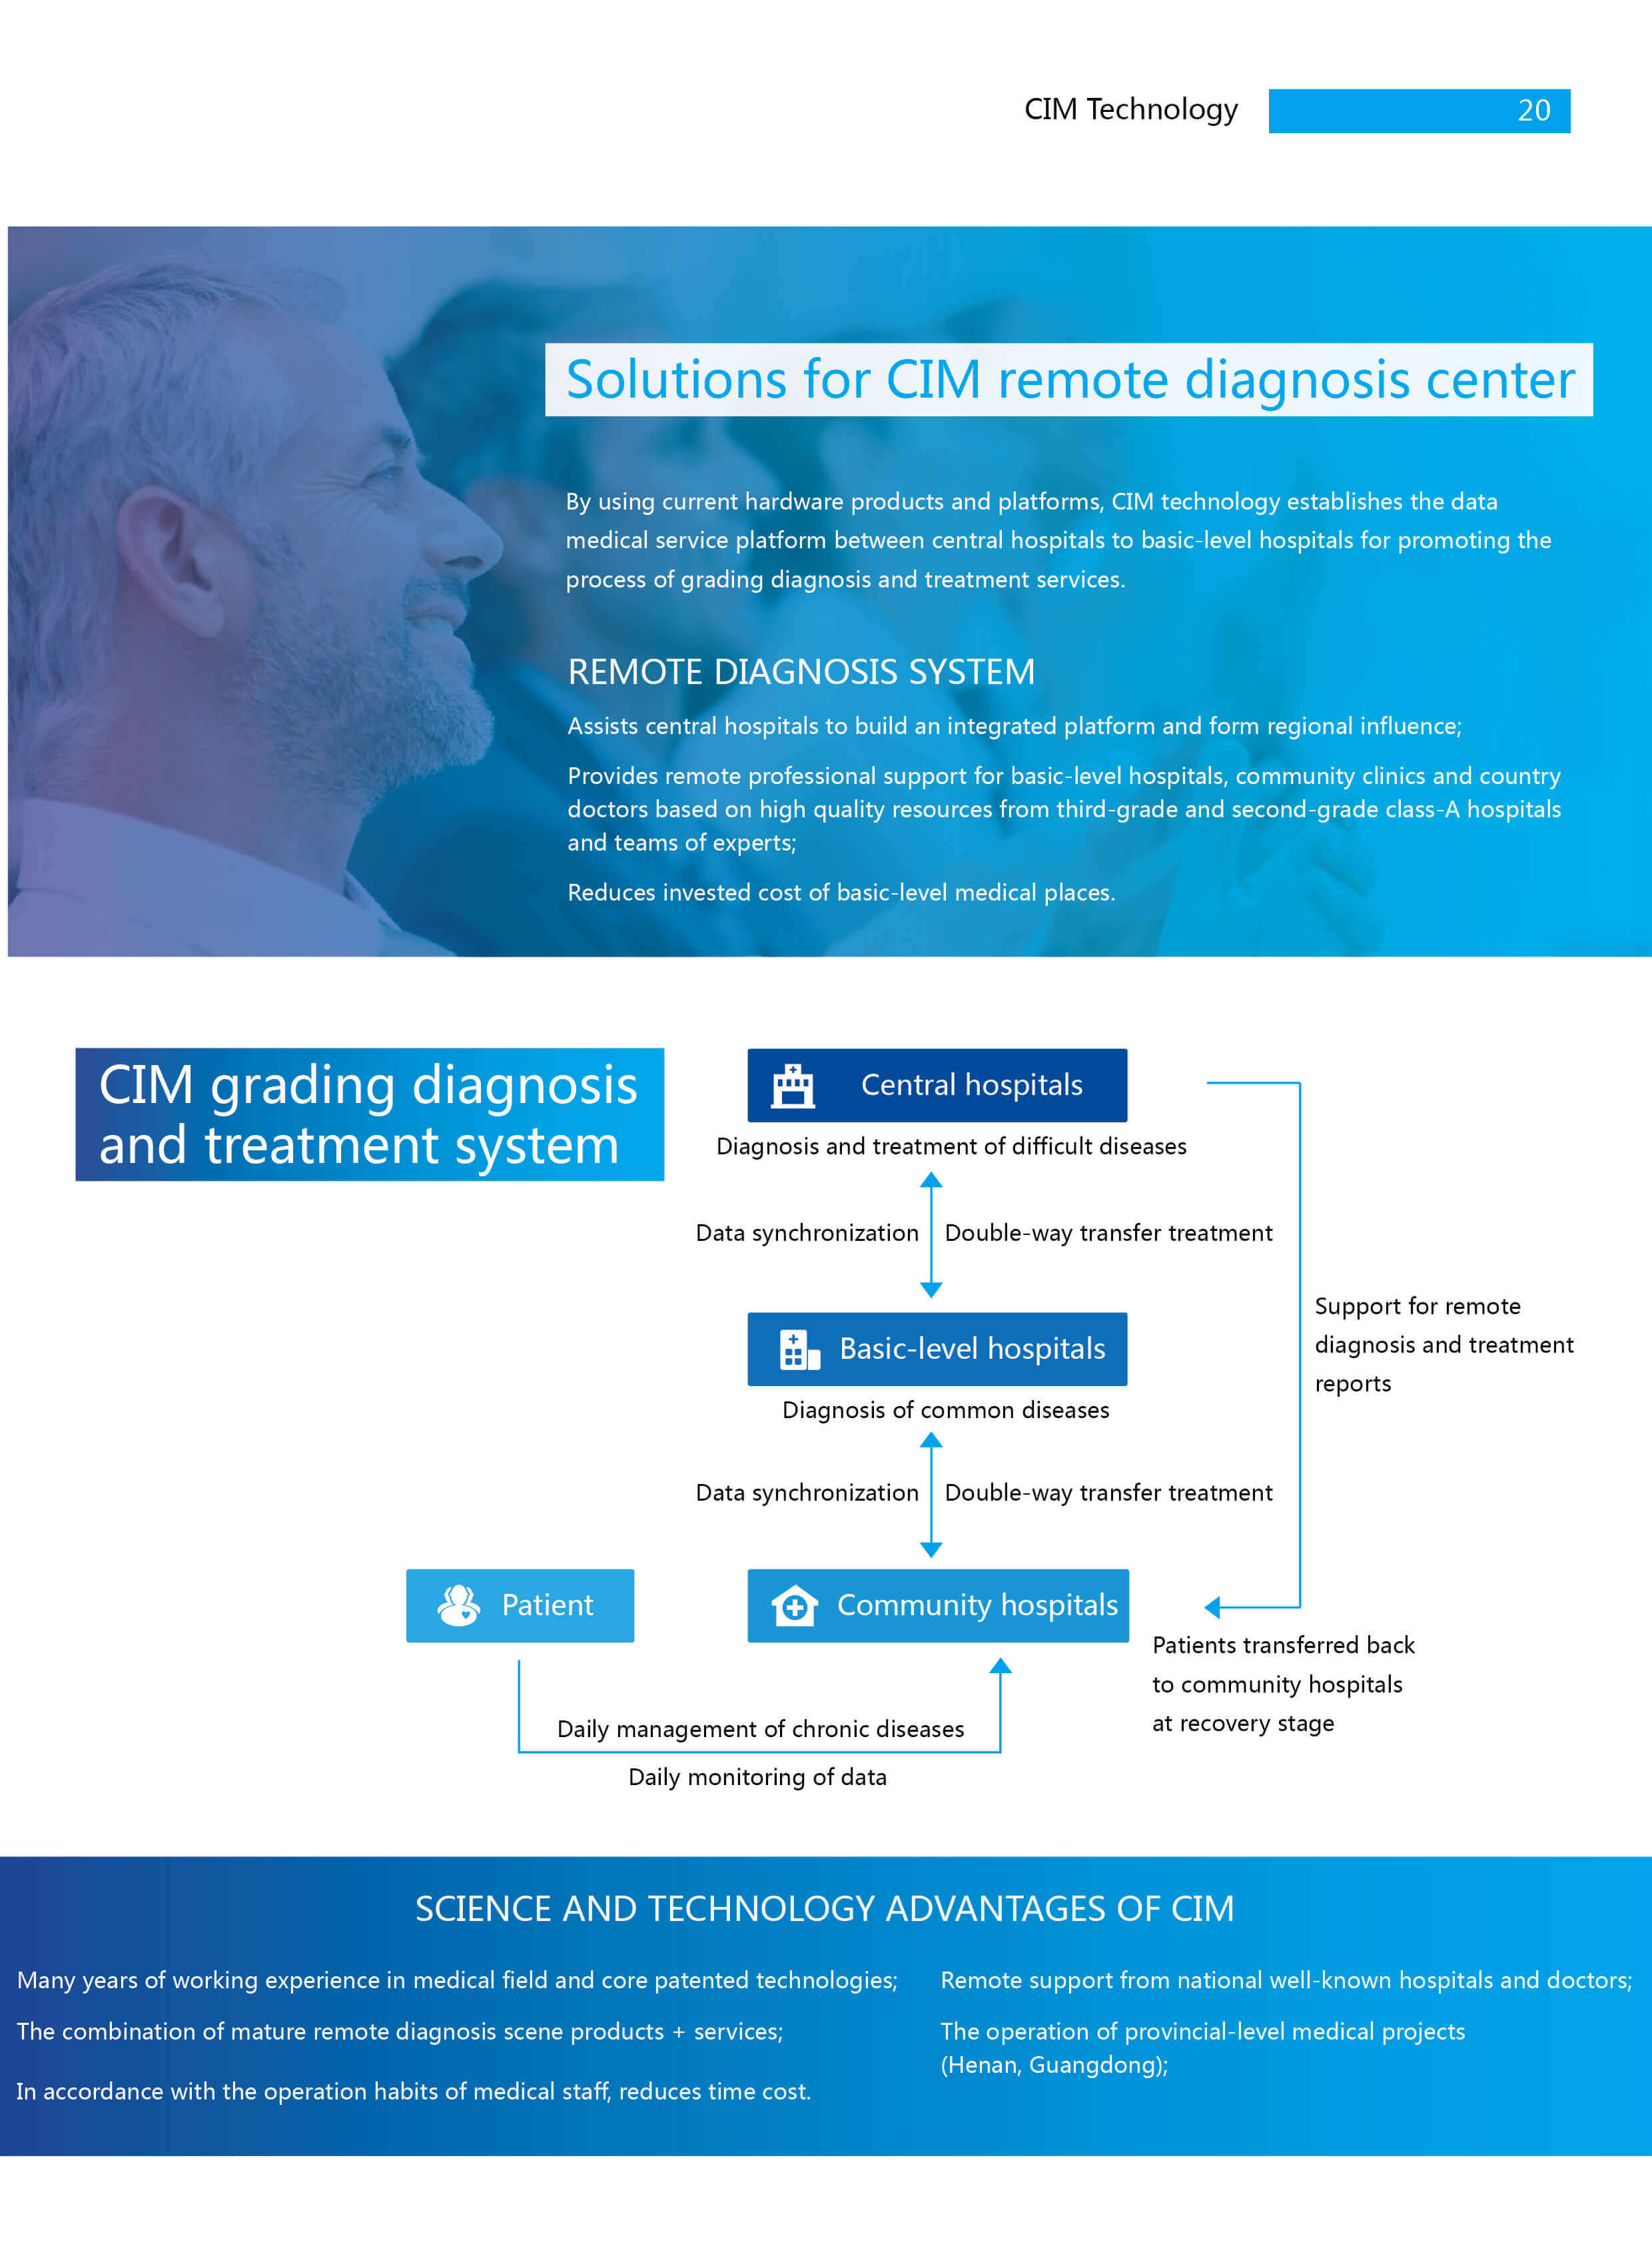 CIM Technology
20
Solutions for CIM remote diagnosis center
By using current hardware products and platforms, CIM technology establishes the data
medical service platform between central hospitals to basic-level hospitals for promoting the
process of grading diagnosis and treatment services.
REMOTE DIAGNOSIS SYSTEM
Assists central hospitals to build an integrated platform and form regional influence;
Provides remote professional support for basic-level hospitals, community clinics and country
doctors based on high quality resources from third-grade and second-grade class-A hospitals
and teams of experts;
Reduces invested cost of basic-level medical places.
CIM grading diagnosis
and treatment system
Central hospitals
Diagnosis and treatment of difficult diseases
Data synchronization
Double-way transfer treatment
Basic-level hospitals
Diagnosis of common diseases
Data synchronization
Double-way transfer treatment
Support for remote
diagnosis and treatment
reports
Patient
Community hospitals
Patients transferred back
to community hospitals
at recovery stage
Daily management of chronic diseases
Daily monitoring of data
SCIENCE AND TECHNOLOGY ADVANTAGES OF CIM
Many years of working experience in medical field and core patented technologies;
The combination of mature remote diagnosis scene products + services;
In accordance with the operation habits of medical staff, reduces time cost.
Remote support from national well-known hospitals and doctors;
The operation of provincial-level medical projects
(Henan, Guangdong);